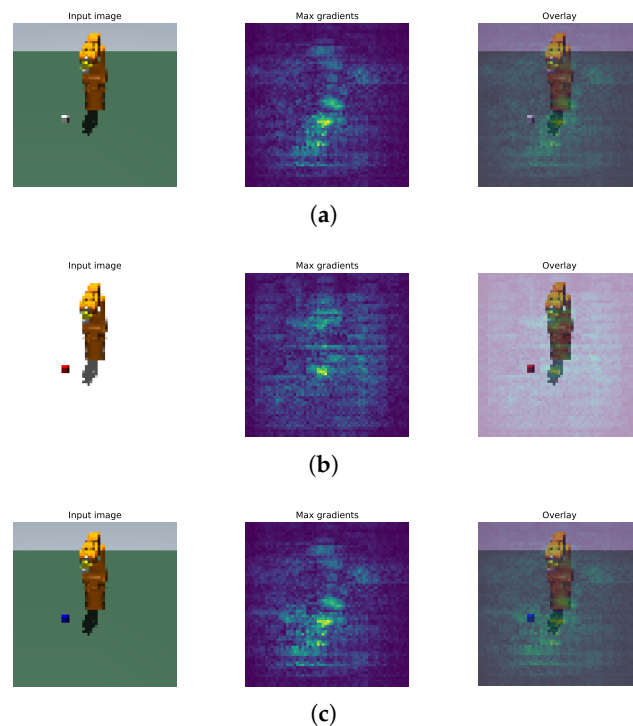 Input image Max gradients Overlay
(a)
Input image Max gradients Overlay
(b)
Input image Max gradients Overlay
(c)